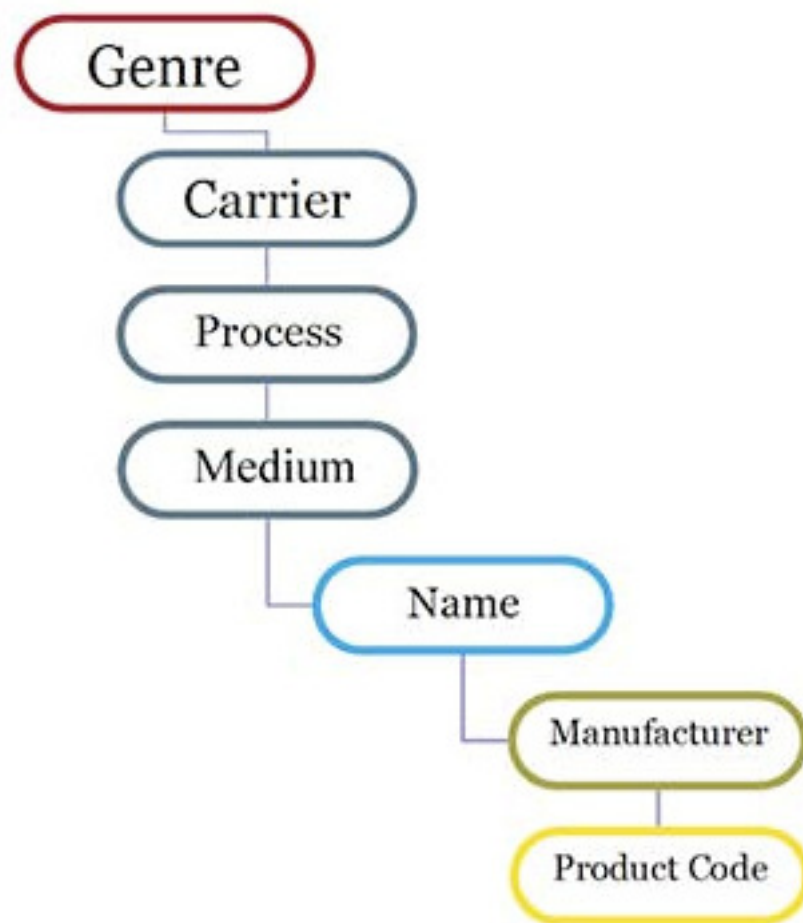 Genre
Carrier
Process
Medium
Name
Manufacturer
Product Code